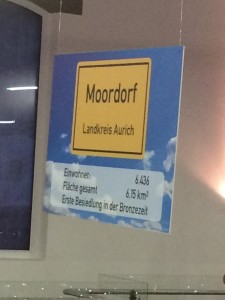 Moordorf
Landkreis Aurich
Einwohner: 6.436
Fläche gesamt 6,15 km²
Erste Besiedlung in der Bronzezeit